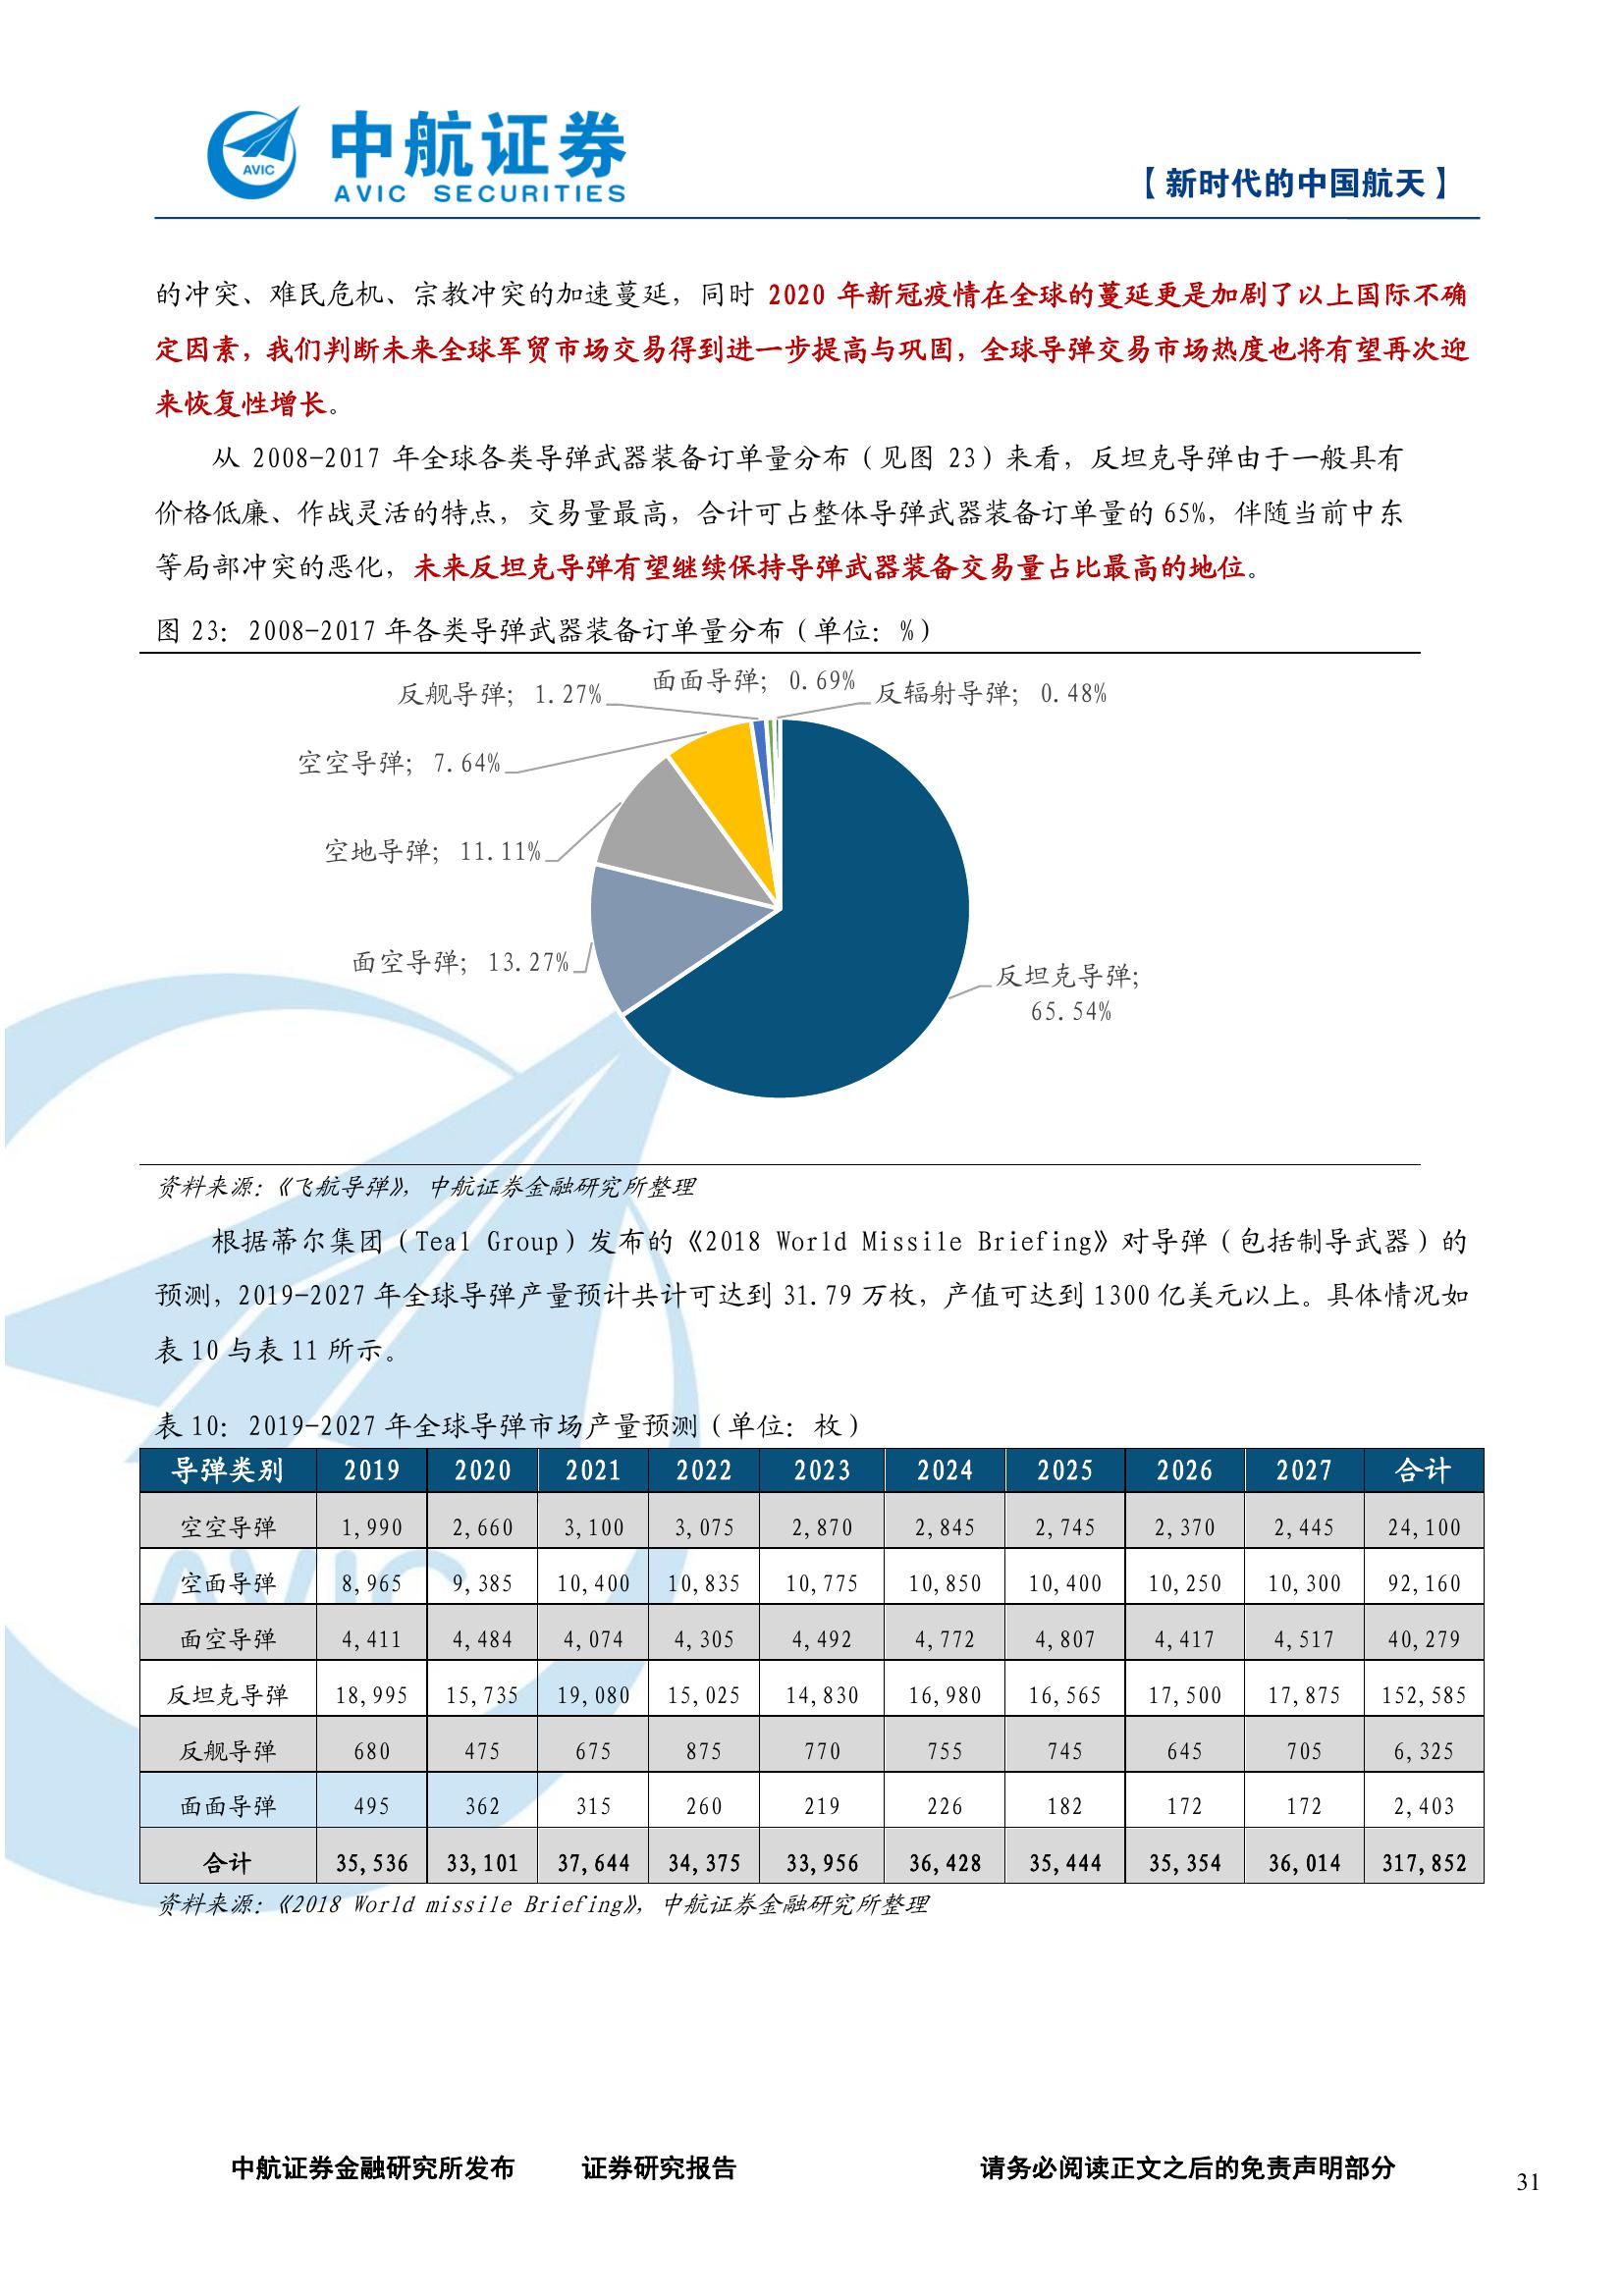 中航证券
AVIC SECURITIES
AVIC
【新时代的中国航天】
的冲突、难民危机、宗教冲突的加速蔓延，同时 2020 年新冠疫情在全球的蔓延更是加剧了以上国际不确
定因素，我们判断未来全球军贸市场交易得到进一步提高与巩固，全球导弹交易市场热度也将有望再次迎
来恢复性增长。
从 2008-2017 年全球各类导弹武器装备订单量分布（见图 23）来看，反坦克导弹由于一般具有
价格低廉、作战灵活的特点，交易量最高，合计可占整体导弹武器装备订单量的 65%，伴随当前中东
等局部冲突的恶化，未来反坦克导弹有望继续保持导弹武器装备交易量占比最高的地位。
图 23：2008-2017 年各类导弹武器装备订单量分布（单位：%）
反舰导弹; 1.27%
面面导弹; 0.69%
反辐射导弹; 0.48%
空空导弹; 7.64%
空地导弹; 11.11%
面空导弹; 13.27%
反坦克导弹;
65.54%
资料来源：《飞航导弹》，中航证券金融研究所整理
根据蒂尔集团（Teal Group）发布的《2018 World Missile Briefing》对导弹（包括制导武器）的
预测，2019-2027 年全球导弹产量预计共计可达到 31.79 万枚，产值可达到 1300 亿美元以上。具体情况如
表 10 与表 11 所示。
表 10：2019-2027 年全球导弹市场产量预测（单位：枚）
导弹类别 2019 2020 2021 2022 2023 2024 2025 2026 2027 合计
空空导弹 1,990 2,660 3,100 3,075 2,870 2,845 2,745 2,370 2,445 24,100
空面导弹 8,965 9,385 10,400 10,835 10,775 10,850 10,400 10,250 10,300 92,160
面空导弹 4,411 4,484 4,074 4,305 4,492 4,772 4,807 4,417 4,517 40,279
反坦克导弹 18,995 15,735 19,080 15,025 14,830 16,980 16,565 17,500 17,875 152,585
反舰导弹 680 475 675 875 770 755 745 645 705 6,325
面面导弹 495 362 315 260 219 226 182 172 172 2,403
合计 35,536 33,101 37,644 34,375 33,956 36,428 35,444 35,354 36,014 317,852
资料来源：《2018 World missile Briefing》，中航证券金融研究所整理
中航证券金融研究所发布 证券研究报告 请务必阅读正文之后的免责声明部分
31